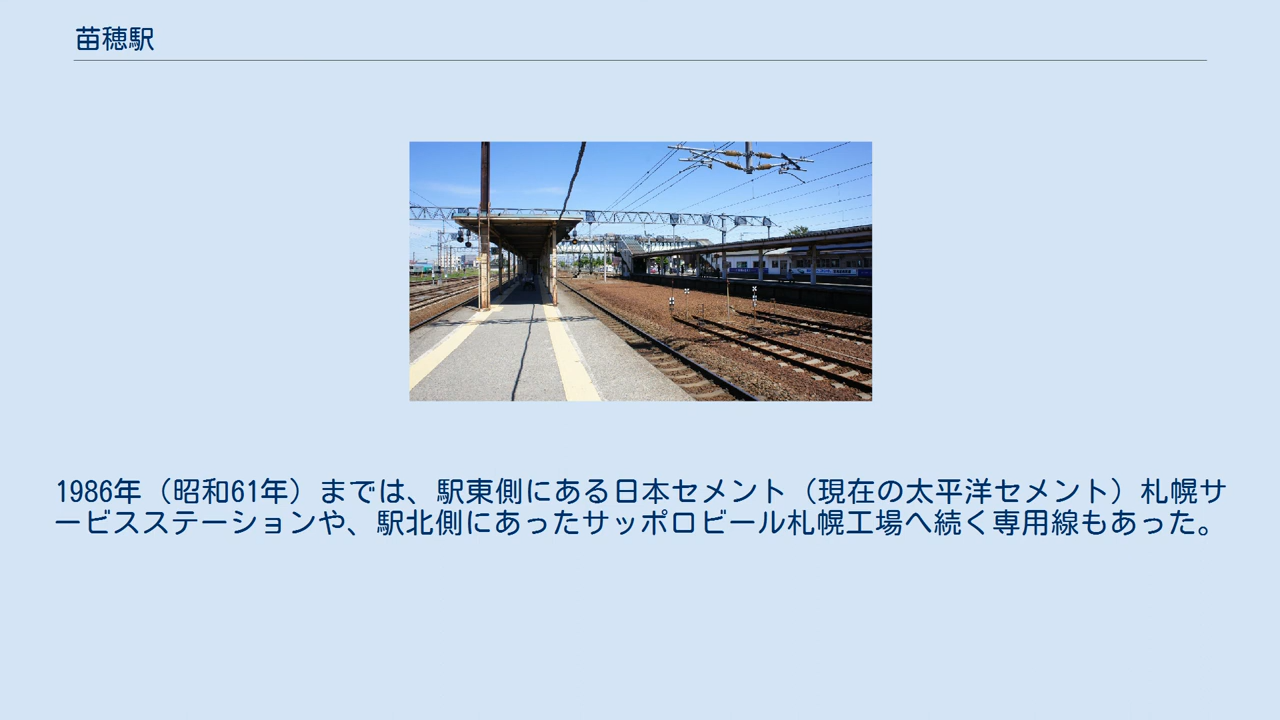 苗穂駅
1986年（昭和61年）までは、駅東側にある日本セメント（現在の太平洋セメント）札幌サ
ービスステーションや、駅北側にあったサッポロビール札幌工場へ続く専用線もあった。